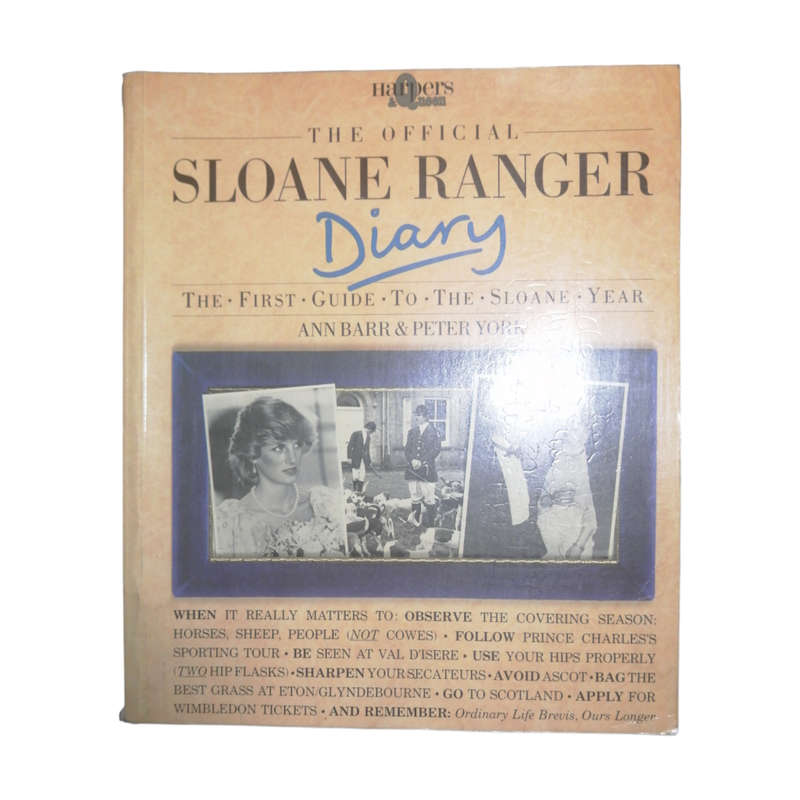 Harpers
& Queen
THE OFFICIAL
SLOANE RANGER
Diary
THE · FIRST · GUIDE · TO · THE · SLOANE · YEAR
ANN BARR & PETER YORK
WHEN IT REALLY MATTERS TO: OBSERVE THE COVERING SEASON:
HORSES, SHEEP, PEOPLE (NOT COWES) · FOLLOW PRINCE CHARLES'S
SPORTING TOUR · BE SEEN AT VAL D'ISERE · USE YOUR HIPS PROPERLY
(TWO HIP FLASKS) · SHARPEN YOUR SECATEURS · AVOID ASCOT · BAG THE
BEST GRASS AT ETON/GLYNDEBOURNE · GO TO SCOTLAND · APPLY FOR
WIMBLEDON TICKETS · AND REMEMBER: Ordinary Life Brevis, Ours Longer